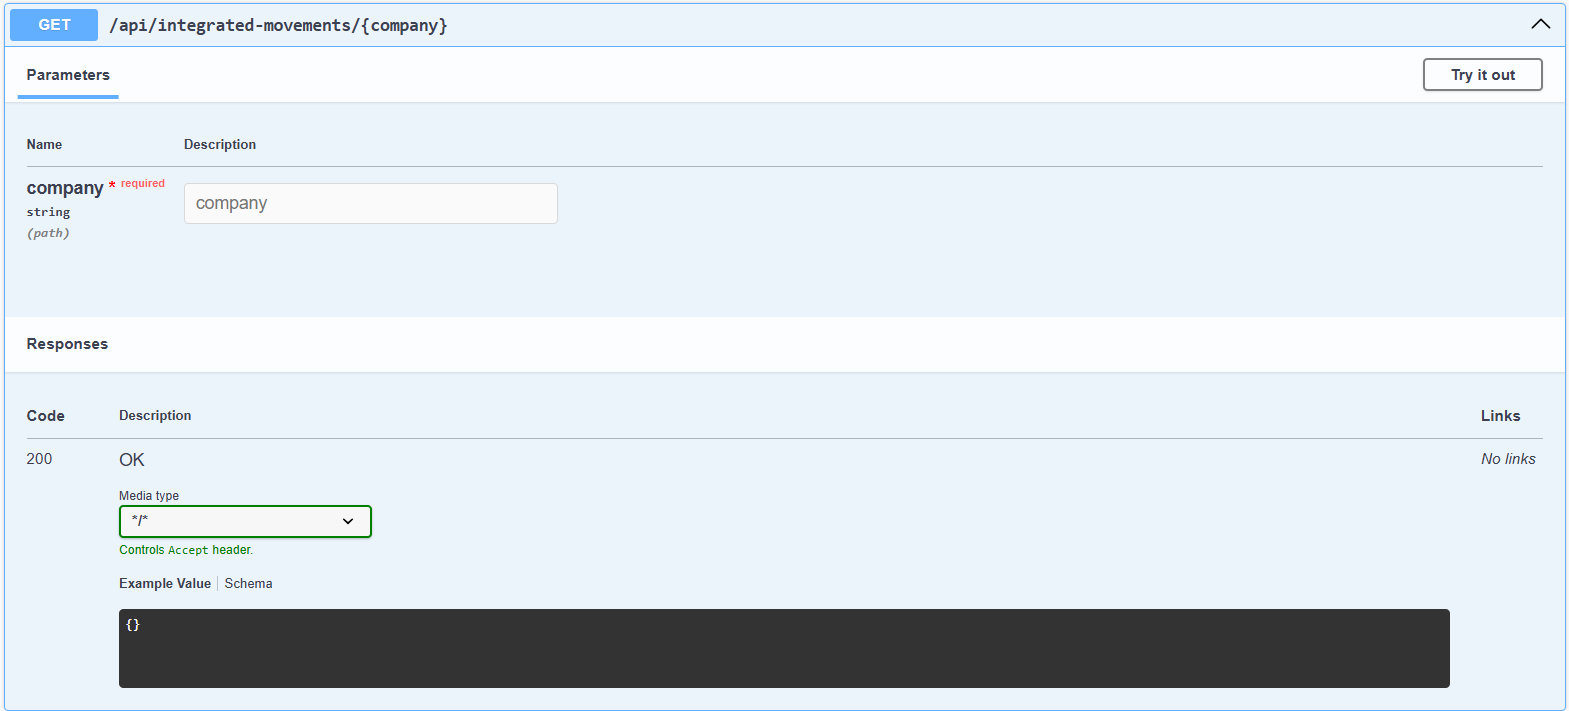 GET /api/integrated-movements/{company}
Parameters
Try it out
Name Description
company * required
string
(path)
company
Responses
Code Description Links
200 OK No links
Media type
*/*
Controls Accept header.
Example Value Schema
{}